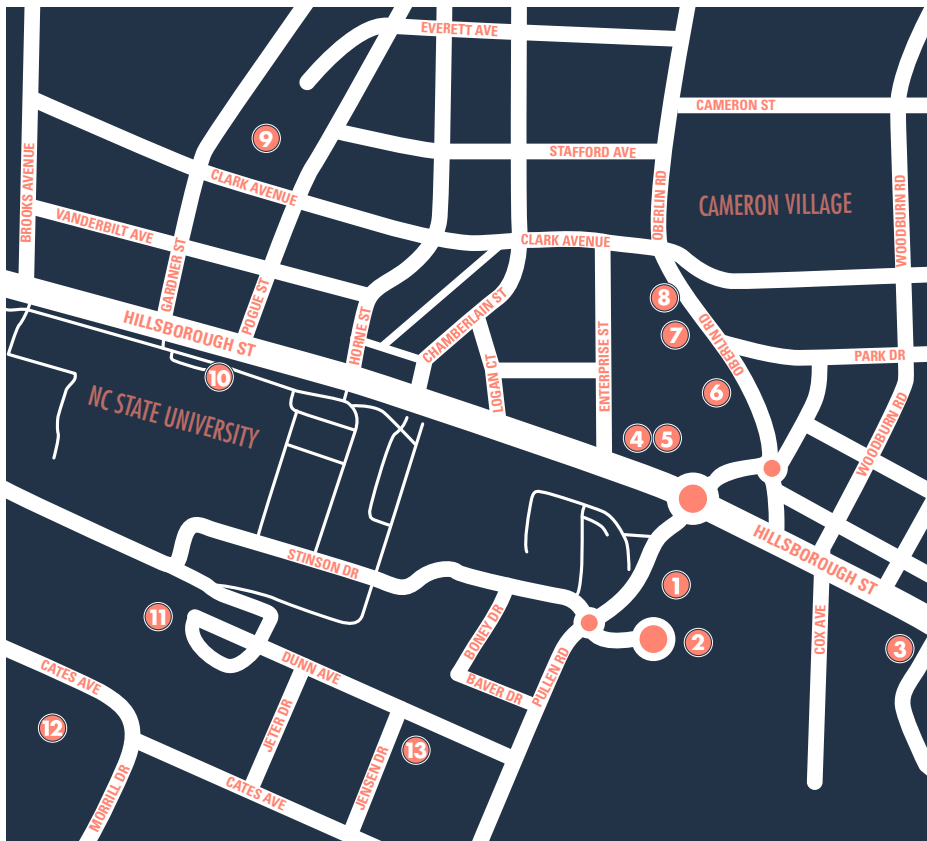 EVERETT AVE
CAMERON ST
9
STAFFORD AVE
CLARK AVENUE
BROOKS AVENUE
OBERLIN RD
CAMERON VILLAGE
WOODBURN RD
VANDERBILT AVE
CLARK AVENUE
GARDNER ST
POGUE ST
8
HILLSBOROUGH ST
HORNE ST
CHAMBERLAIN ST
7
OBERLIN RD
PARK DR
LOGAN CT
ENTERPRISE ST
10
6
NC STATE UNIVERSITY
4
5
WOODBURN RD
HILLSBOROUGH ST
STINSON DR
1
11
BONEY DR
COX AVE
2
3
DUNN AVE
PULLEN RD
CATES AVE
BAVER DR
12
JETER DR
13
JENSEN DR
MORRILL DR
CATES AVE